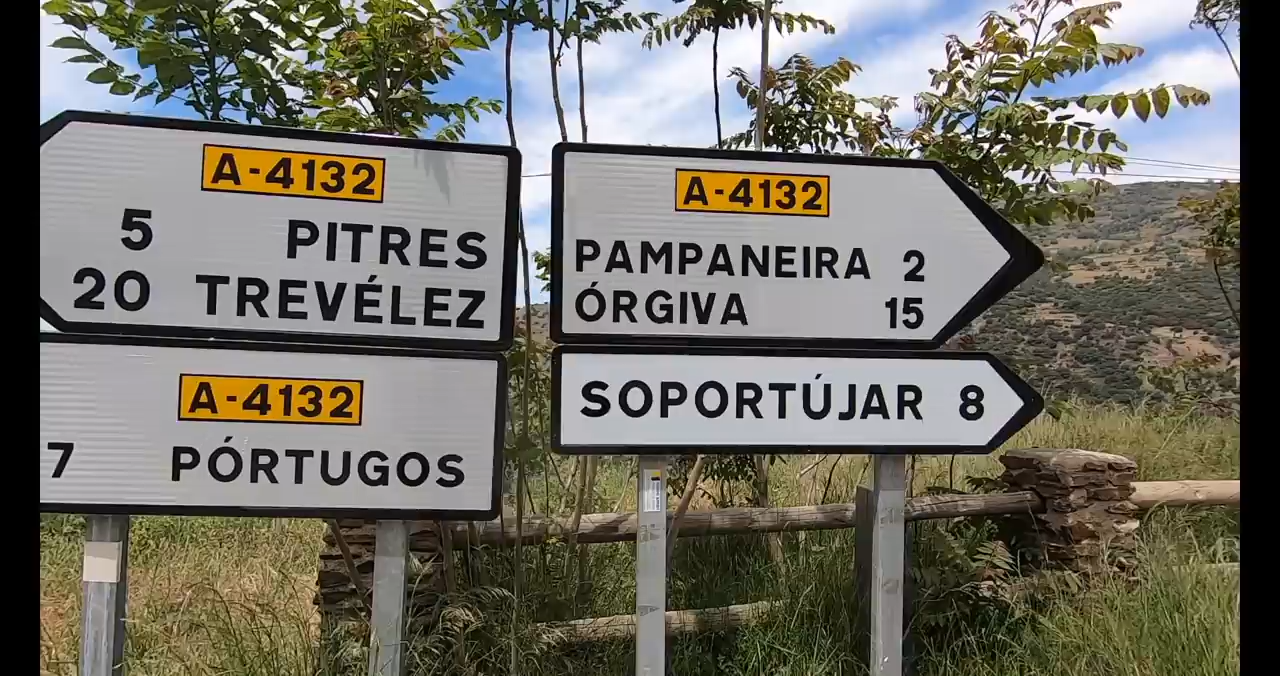 A-4132
5 PITRES
20 TREVÉLEZ
A-4132
7 PÓRTUGOS
A-4132
PAMPANEIRA 2
ÓRGIVA 15
SOPORTÚJAR 8